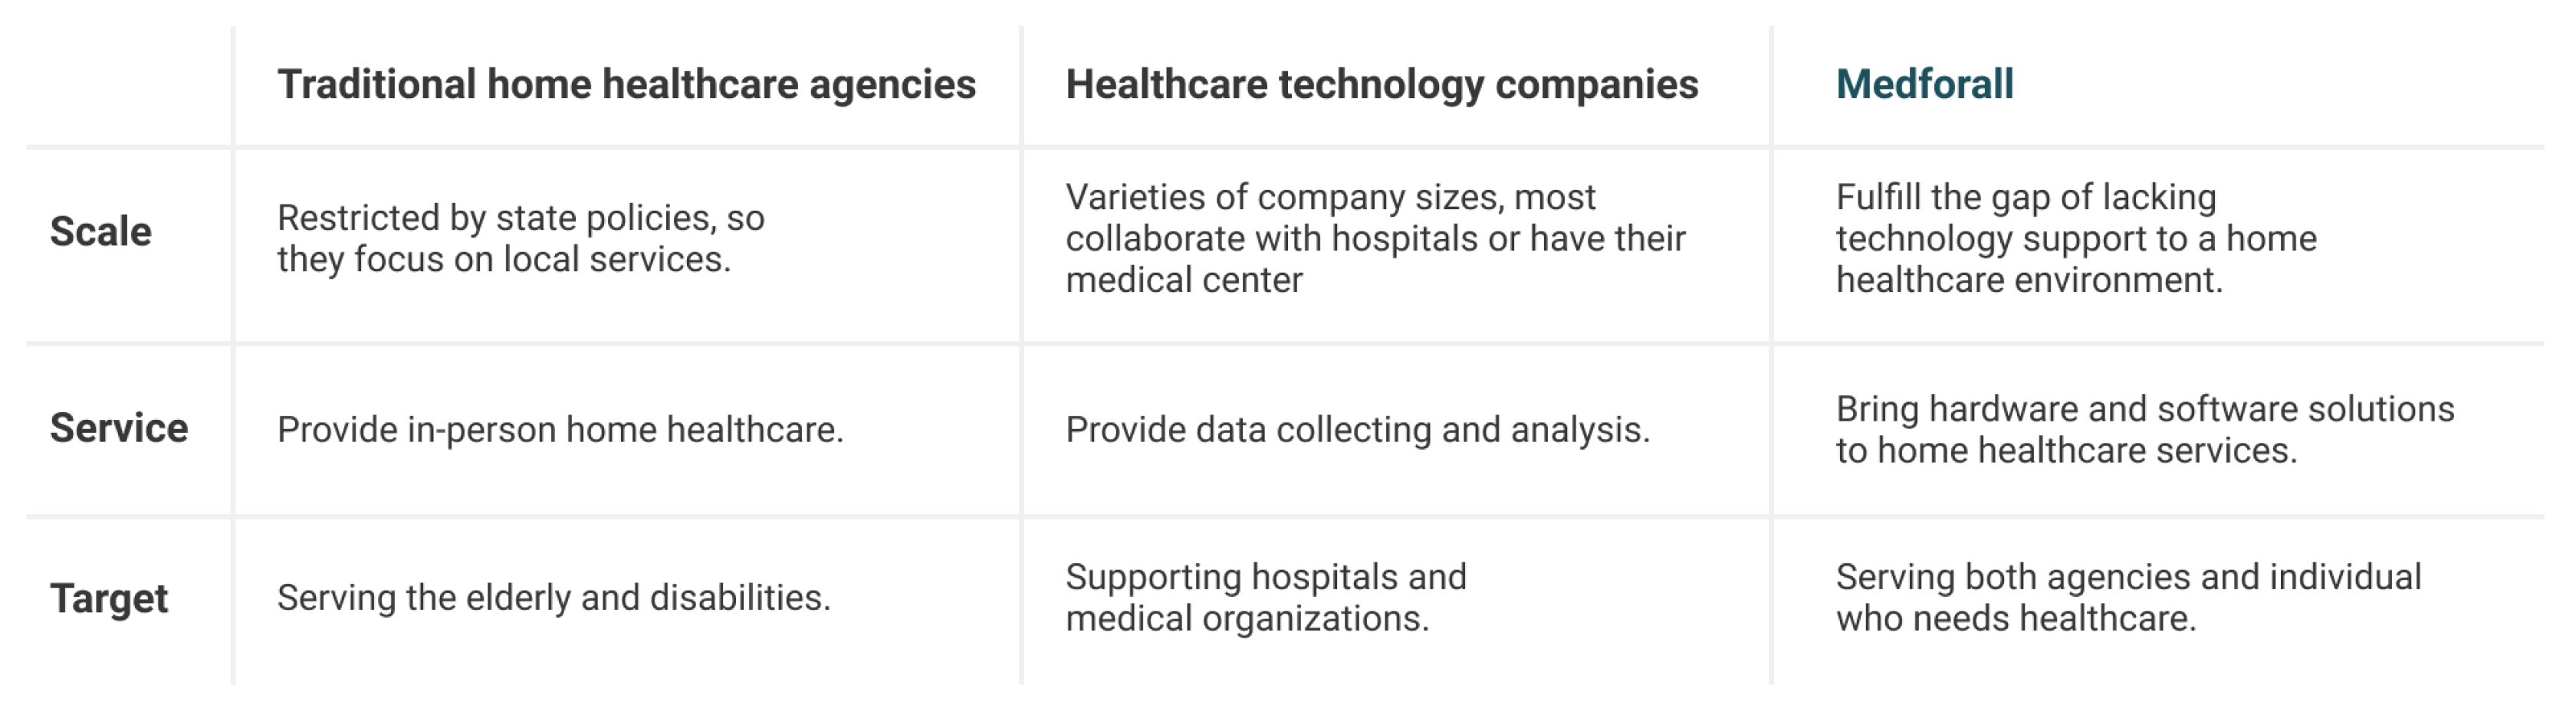 Traditional home healthcare agencies
Healthcare technology companies
Medforall
Scale
Restricted by state policies, so
they focus on local services.
Varieties of company sizes, most
collaborate with hospitals or have their
medical center
Fulfill the gap of lacking
technology support to a home
healthcare environment.
Service
Provide in-person home healthcare.
Provide data collecting and analysis.
Bring hardware and software solutions
to home healthcare services.
Target
Serving the elderly and disabilities.
Supporting hospitals and
medical organizations.
Serving both agencies and individual
who needs healthcare.